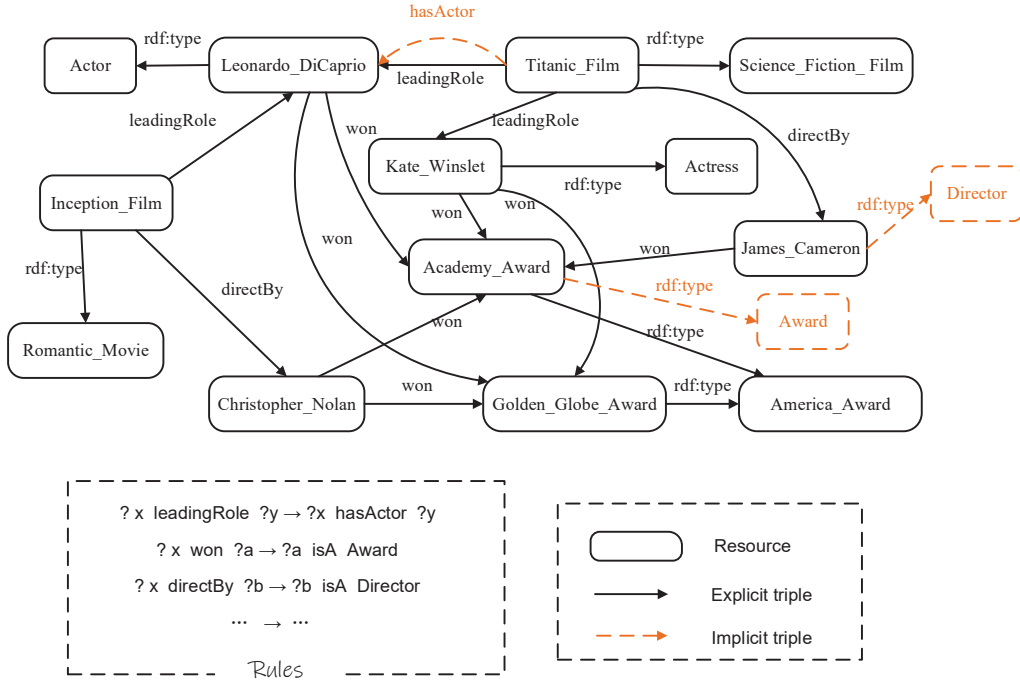 hasActor
rdf:type
rdf:type
Actor
Leonardo_DiCaprio
Titanic_Film
Science_Fiction_ Film
leadingRole
leadingRole
won
leadingRole
directBy
Kate_Winslet
Actress
rdf:type
Director
rdf:type
Inception_Film
won
won
won
won
James_Cameron
rdf:type
Academy_Award
directBy
rdf:type
Award
won
rdf:type
Romantic_Movie
won
rdf:type
Christopher_Nolan
Golden_Globe_Award
America_Award
? x leadingRole ?y → ?x hasActor ?y
? x won ?a → ?a isA Award
? x directBy ?b → ?b isA Director
... → ...
Rules
Resource
Explicit triple
Implicit triple